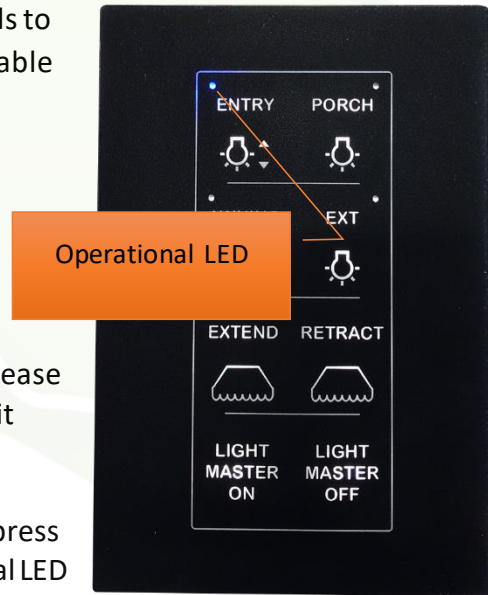 ls to
able
ENTRY PORCH
EXT
Operational LED
EXTEND RETRACT
ease
it
LIGHT MASTER ON
LIGHT MASTER OFF
press
al LED